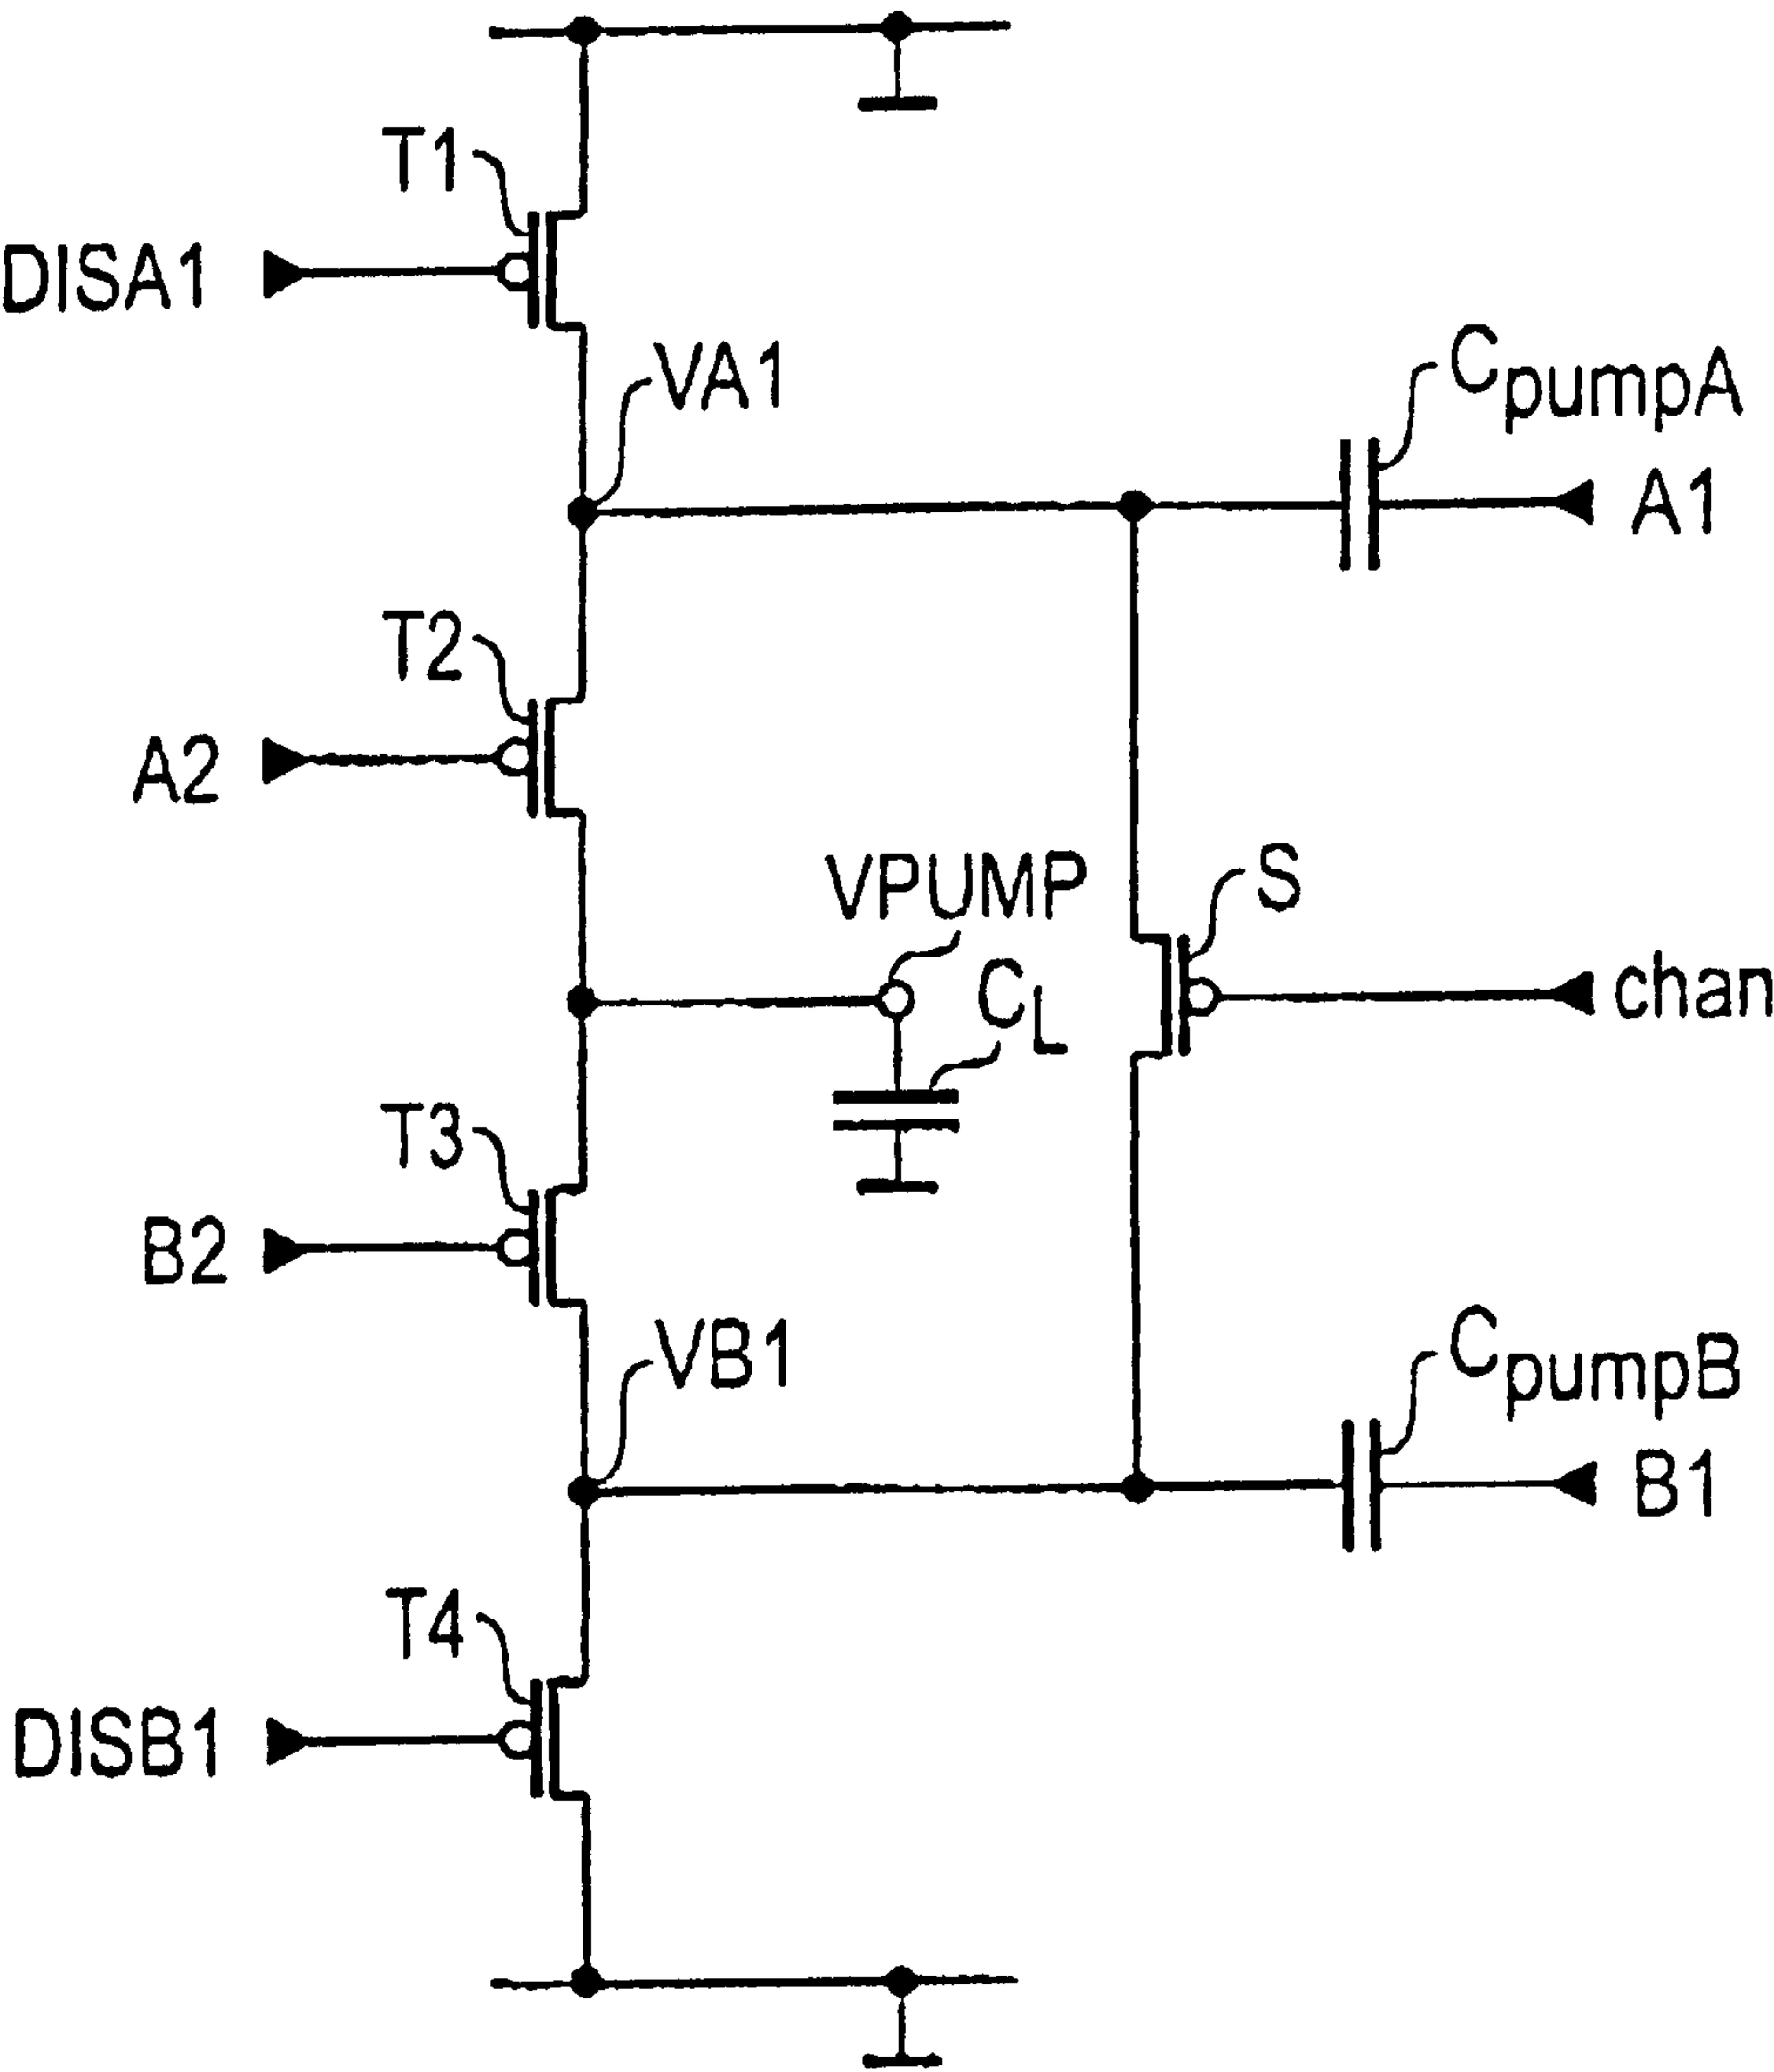 T1
DISA1
VA1
CpumpA
A1
T2
A2
VPUMP
S
CL
chan
T3
B2
VB1
CpumpB
B1
T4
DISB1